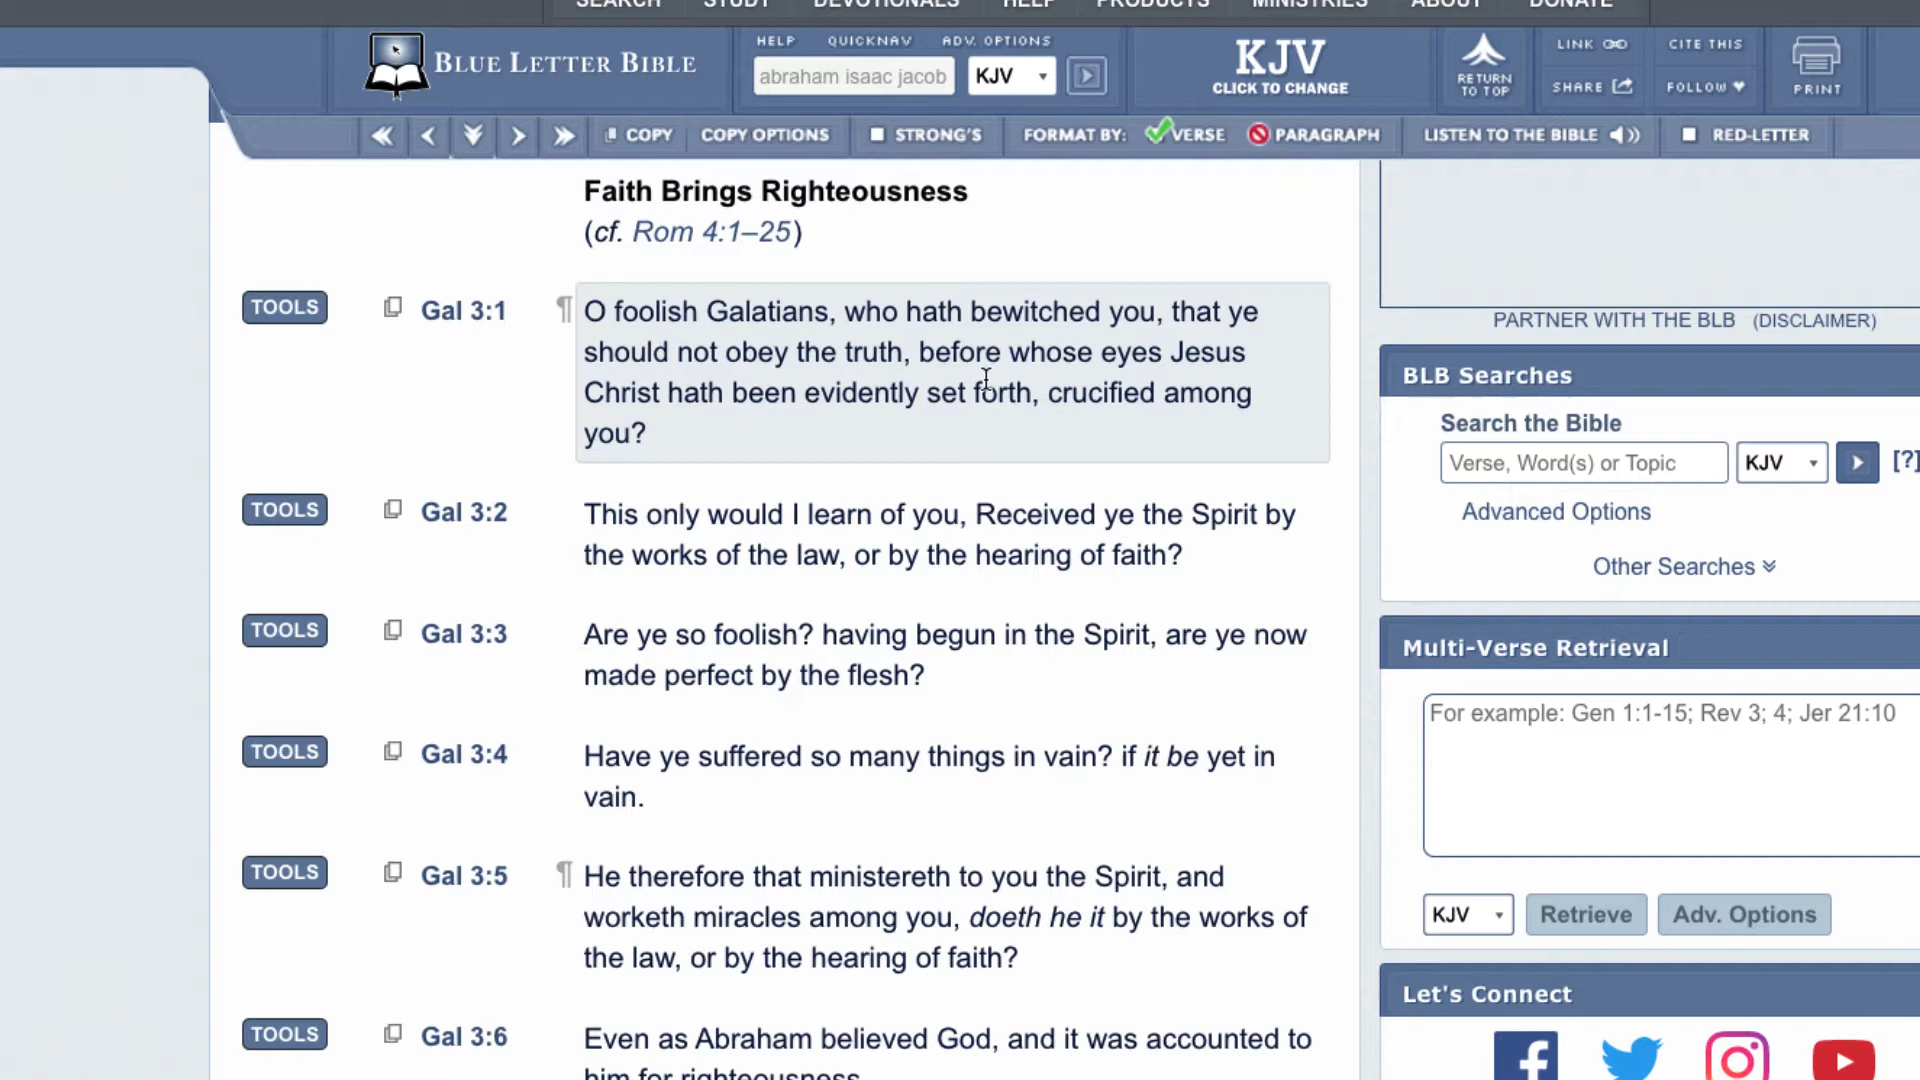 SEARCH STUDY DEVOTIONALS HELP PRODUCTS MINISTRIES ABOUT DONATE
BLUE LETTER BIBLE
HELP QUICKNAV ADV. OPTIONS
abraham isaac jacob KJV
KJV
CLICK TO CHANGE
RETURN
TO TOP
LINK
SHARE
CITE THIS
FOLLOW
PRINT
COPY COPY OPTIONS STRONG'S FORMAT BY: VERSE PARAGRAPH LISTEN TO THE BIBLE RED-LETTER
Faith Brings Righteousness
(cf. Rom 4:1–25)
TOOLS Gal 3:1 ¶ O foolish Galatians, who hath bewitched you, that ye
should not obey the truth, before whose eyes Jesus
Christ hath been evidently set forth, crucified among
you?
TOOLS Gal 3:2 This only would I learn of you, Received ye the Spirit by
the works of the law, or by the hearing of faith?
TOOLS Gal 3:3 Are ye so foolish? having begun in the Spirit, are ye now
made perfect by the flesh?
TOOLS Gal 3:4 Have ye suffered so many things in vain? if it be yet in
vain.
TOOLS Gal 3:5 ¶ He therefore that ministereth to you the Spirit, and
worketh miracles among you, doeth he it by the works of
the law, or by the hearing of faith?
TOOLS Gal 3:6 Even as Abraham believed God, and it was accounted to
him for righteousness.
PARTNER WITH THE BLB (DISCLAIMER)
BLB Searches
Search the Bible
Verse, Word(s) or Topic KJV [?]
Advanced Options
Other Searches
Multi-Verse Retrieval
For example: Gen 1:1-15; Rev 3; 4; Jer 21:10
KJV Retrieve Adv. Options
Let's Connect